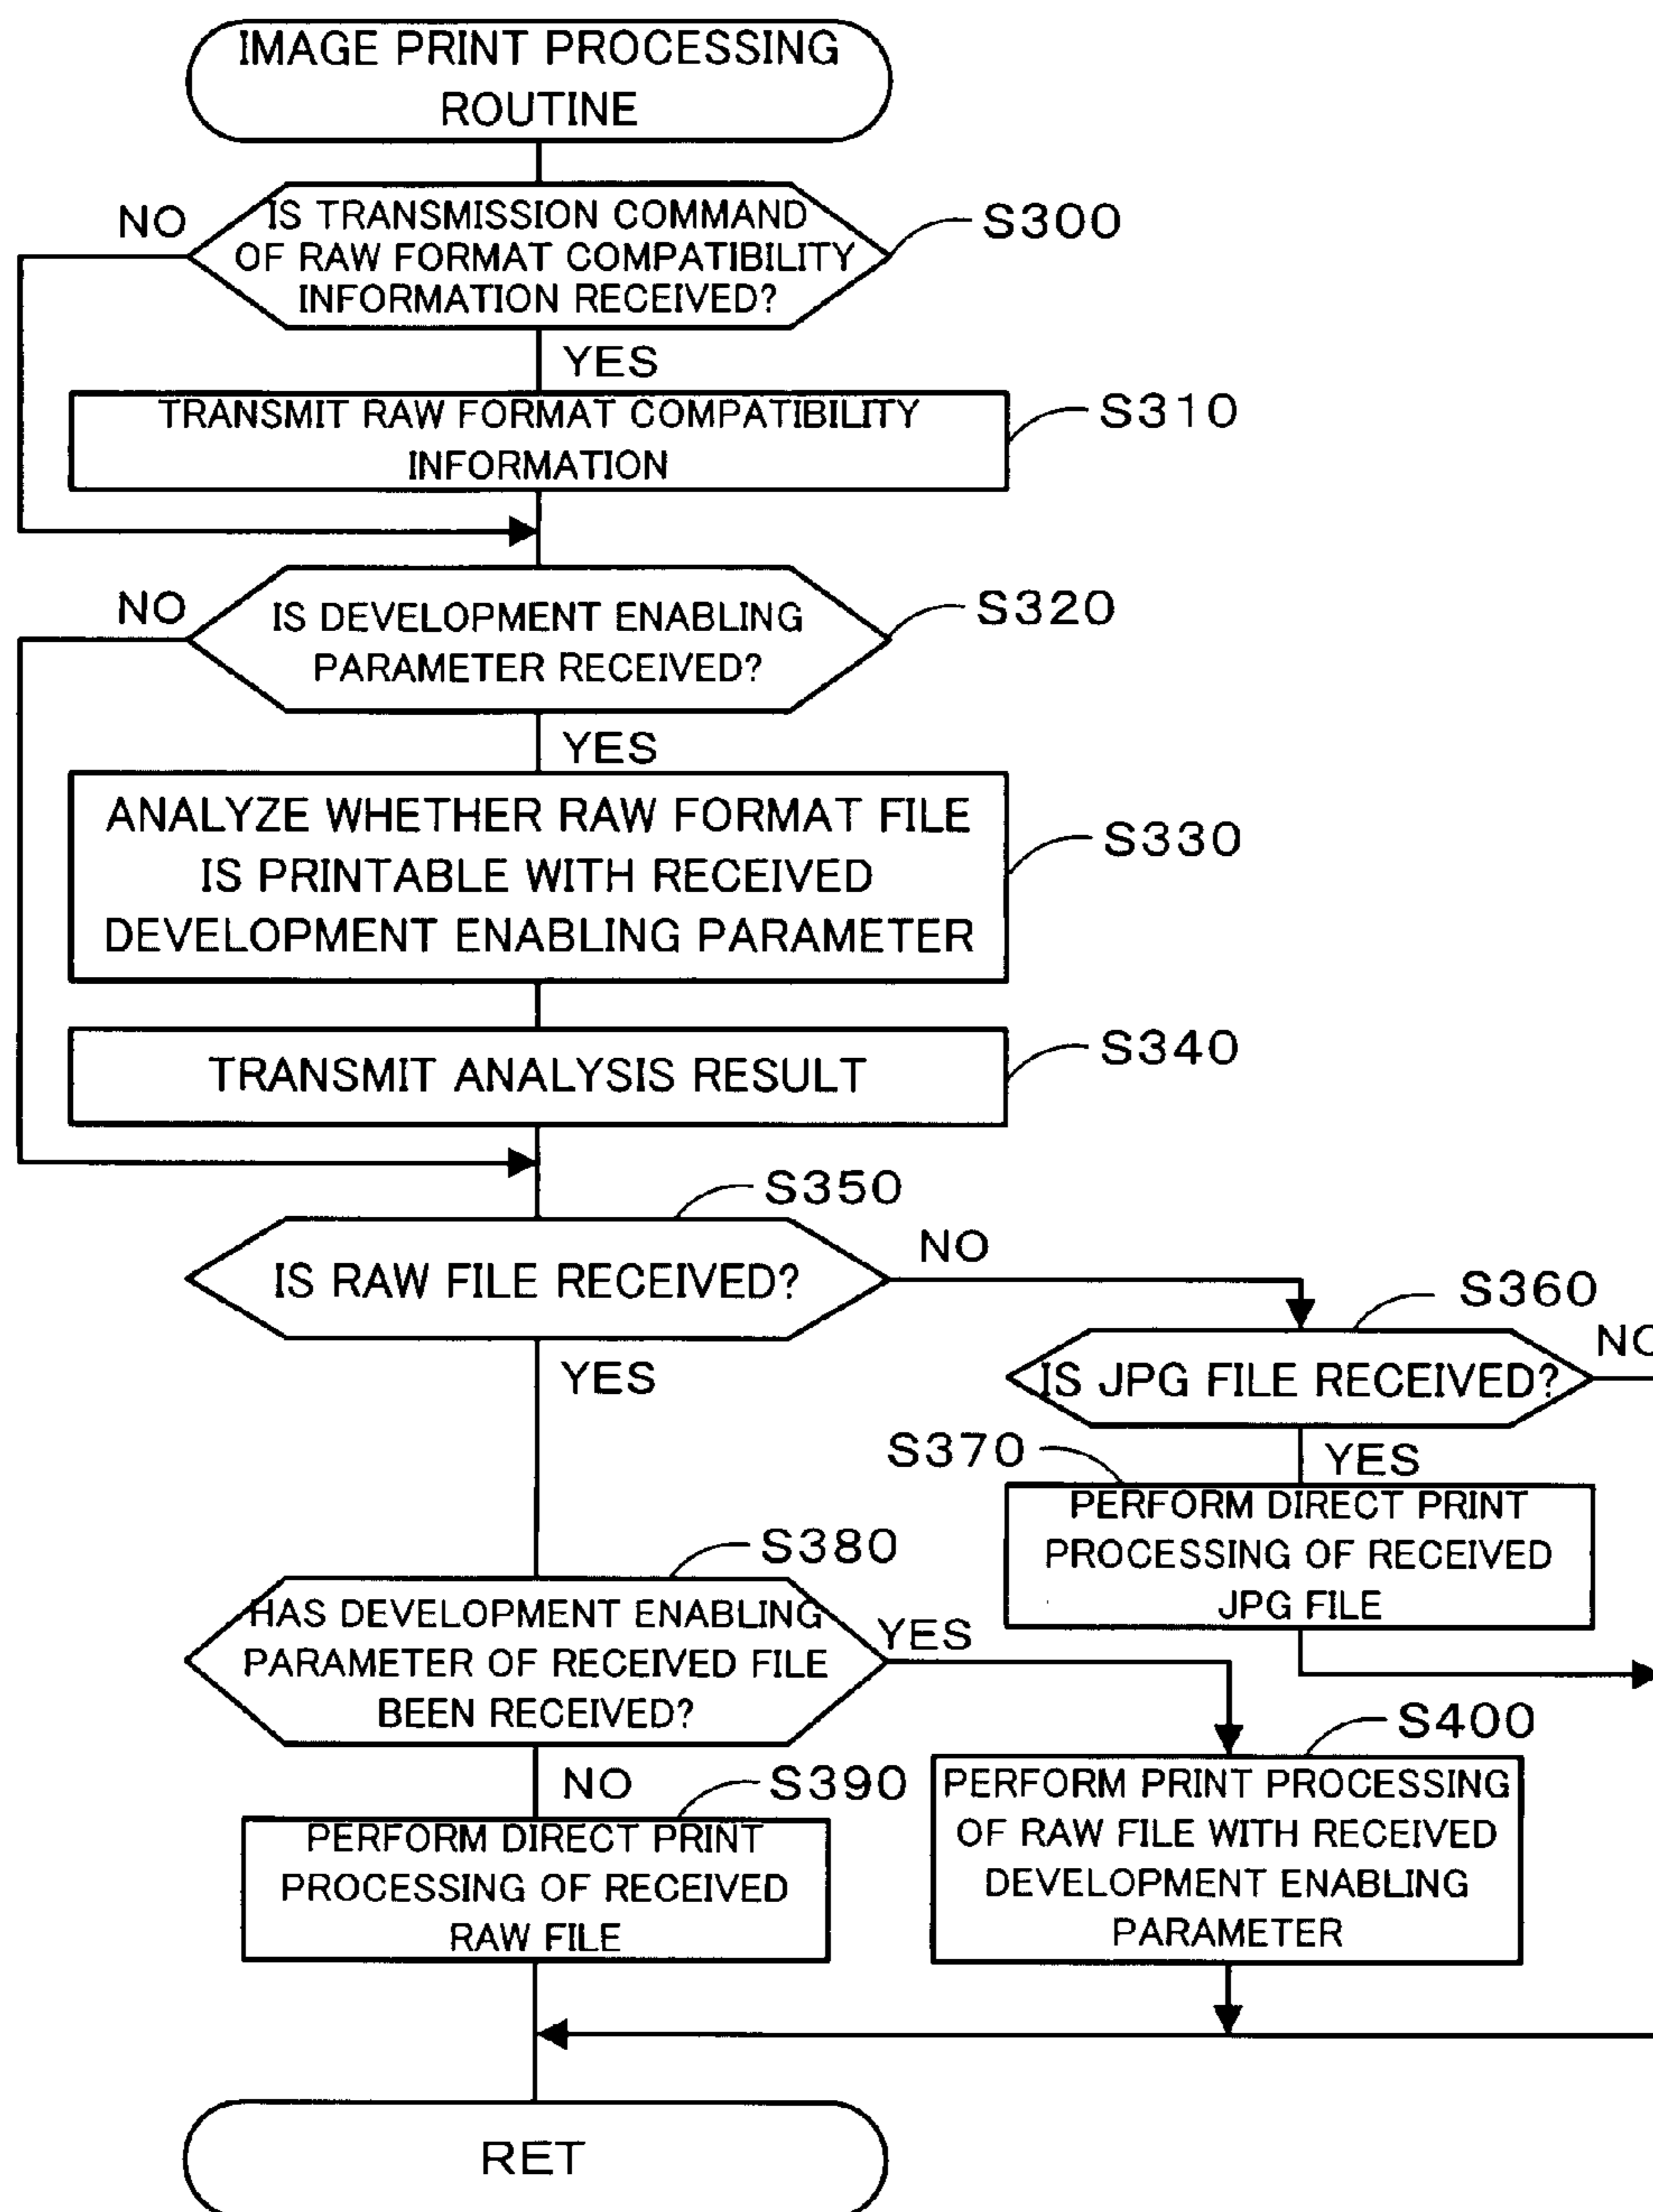 IMAGE PRINT PROCESSING
ROUTINE
NO
IS TRANSMISSION COMMAND
OF RAW FORMAT COMPATIBILITY
INFORMATION RECEIVED?
S300
YES
TRANSMIT RAW FORMAT COMPATIBILITY
INFORMATION
S310
NO
IS DEVELOPMENT ENABLING
PARAMETER RECEIVED?
S320
YES
ANALYZE WHETHER RAW FORMAT FILE
IS PRINTABLE WITH RECEIVED
DEVELOPMENT ENABLING PARAMETER
S330
TRANSMIT ANALYSIS RESULT
S340
S350
IS RAW FILE RECEIVED?
NO
YES
S360
IS JPG FILE RECEIVED?
NO
S370
YES
PERFORM DIRECT PRINT
PROCESSING OF RECEIVED
JPG FILE
S380
HAS DEVELOPMENT ENABLING
PARAMETER OF RECEIVED FILE
BEEN RECEIVED?
YES
NO
S390
PERFORM DIRECT PRINT
PROCESSING OF RECEIVED
RAW FILE
S400
PERFORM PRINT PROCESSING
OF RAW FILE WITH RECEIVED
DEVELOPMENT ENABLING
PARAMETER
RET